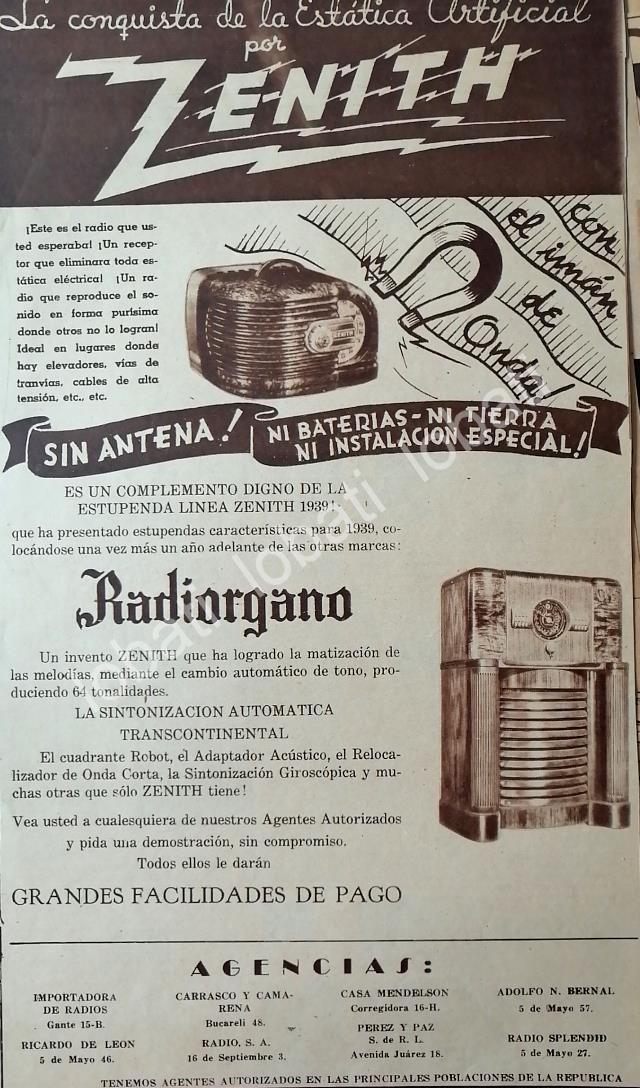 La conquista de la Estática Artificial
por
ZENITH
¡Este es el radio que us-
ted esperaba! ¡Un recep-
tor que eliminara toda es-
tática eléctrica! ¡Un ra-
dio que reproduce el so-
nido en forma purísima
donde otros no lo logran!
Ideal en lugares donde
hay elevadores, vías de
tranvías, cables de alta
tensión, etc., etc.
ZENITH
con
el imán
de
Onda!
SIN ANTENA!
NI BATERIAS - NI TIERRA
NI INSTALACION ESPECIAL!
ES UN COMPLEMENTO DIGNO DE LA
ESTUPENDA LINEA ZENITH 1939!
que ha presentado estupendas características para 1939, co-
locándose una vez más un año adelante de las otras marcas:
Radiorgano
Un invento ZENITH que ha logrado la matización de
las melodías, mediante el cambio automático de tono, pro-
duciendo 64 tonalidades.
LA SINTONIZACION AUTOMATICA
TRANSCONTINENTAL
El cuadrante Robot, el Adaptador Acústico, el Reloca-
lizador de Onda Corta, la Sintonización Giroscópica y mu-
chas otras que sólo ZENITH tiene!
Vea usted a cualesquiera de nuestros Agentes Autorizados
y pida una demostración, sin compromiso.
Todos ellos le darán
GRANDES FACILIDADES DE PAGO
AGENCIAS:
IMPORTADORA
DE RADIOS
Gante 15-B.
RICARDO DE LEON
5 de Mayo 46.
CARRASCO Y CAMA-
RENA
Bucareli 48.
RADIO, S. A.
16 de Septiembre 3.
CASA MENDELSON
Corregidora 16-H.
PEREZ Y PAZ
S. de R. L.
Avenida Juárez 18.
ADOLFO N. BERNAL
5 de Mayo 57.
RADIO SPLENDID
5 de Mayo 27.
TENEMOS AGENTES AUTORIZADOS EN LAS PRINCIPALES POBLACIONES DE LA REPUBLICA
lobati lobati lobati